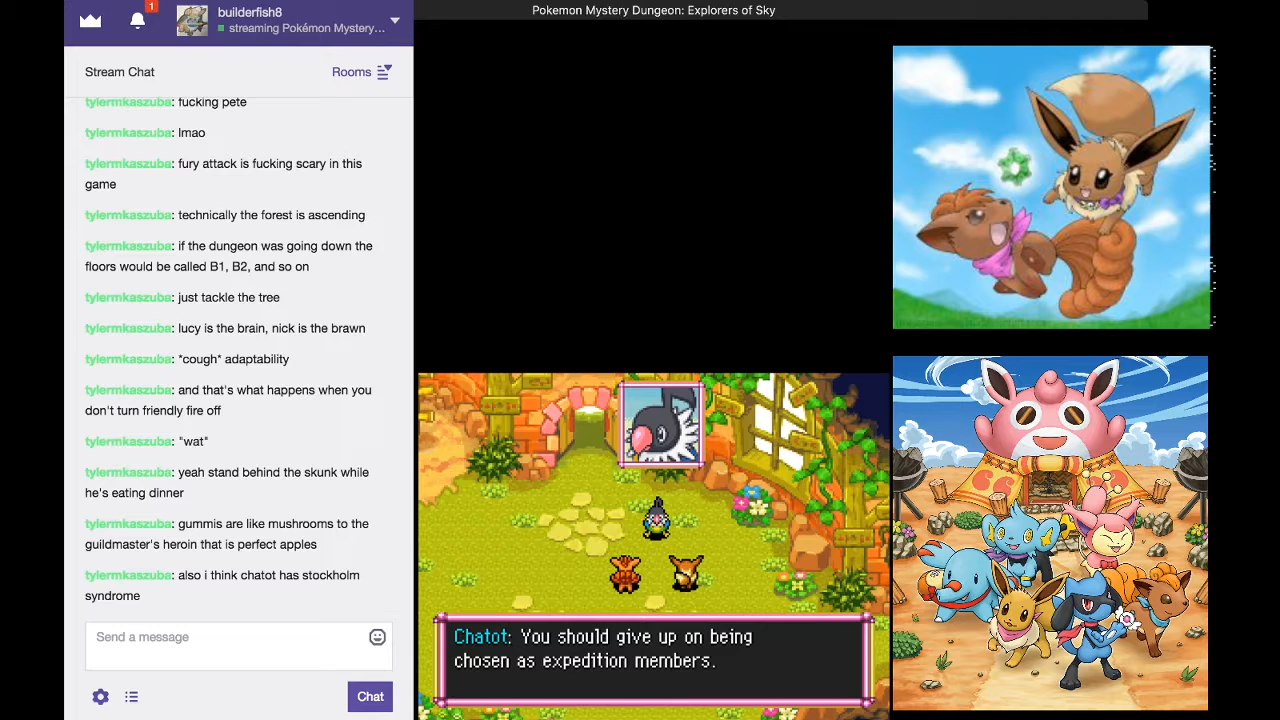 Pokemon Mystery Dungeon: Explorers of Sky
1
builderfish8
streaming Pokémon Mystery...
Stream Chat
Rooms
tylermkaszuba: fucking pete
tylermkaszuba: lmao
tylermkaszuba: fury attack is fucking scary in this
game
tylermkaszuba: technically the forest is ascending
tylermkaszuba: if the dungeon was going down the
floors would be called B1, B2, and so on
tylermkaszuba: just tackle the tree
tylermkaszuba: lucy is the brain, nick is the brawn
tylermkaszuba: *cough* adaptability
tylermkaszuba: and that's what happens when you
don't turn friendly fire off
tylermkaszuba: "wat"
tylermkaszuba: yeah stand behind the skunk while
he's eating dinner
tylermkaszuba: gummis are like mushrooms to the
guildmaster's heroin that is perfect apples
tylermkaszuba: also i think chatot has stockholm
syndrome
Send a message
Chat
Chatot: You should give up on being
chosen as expedition members.